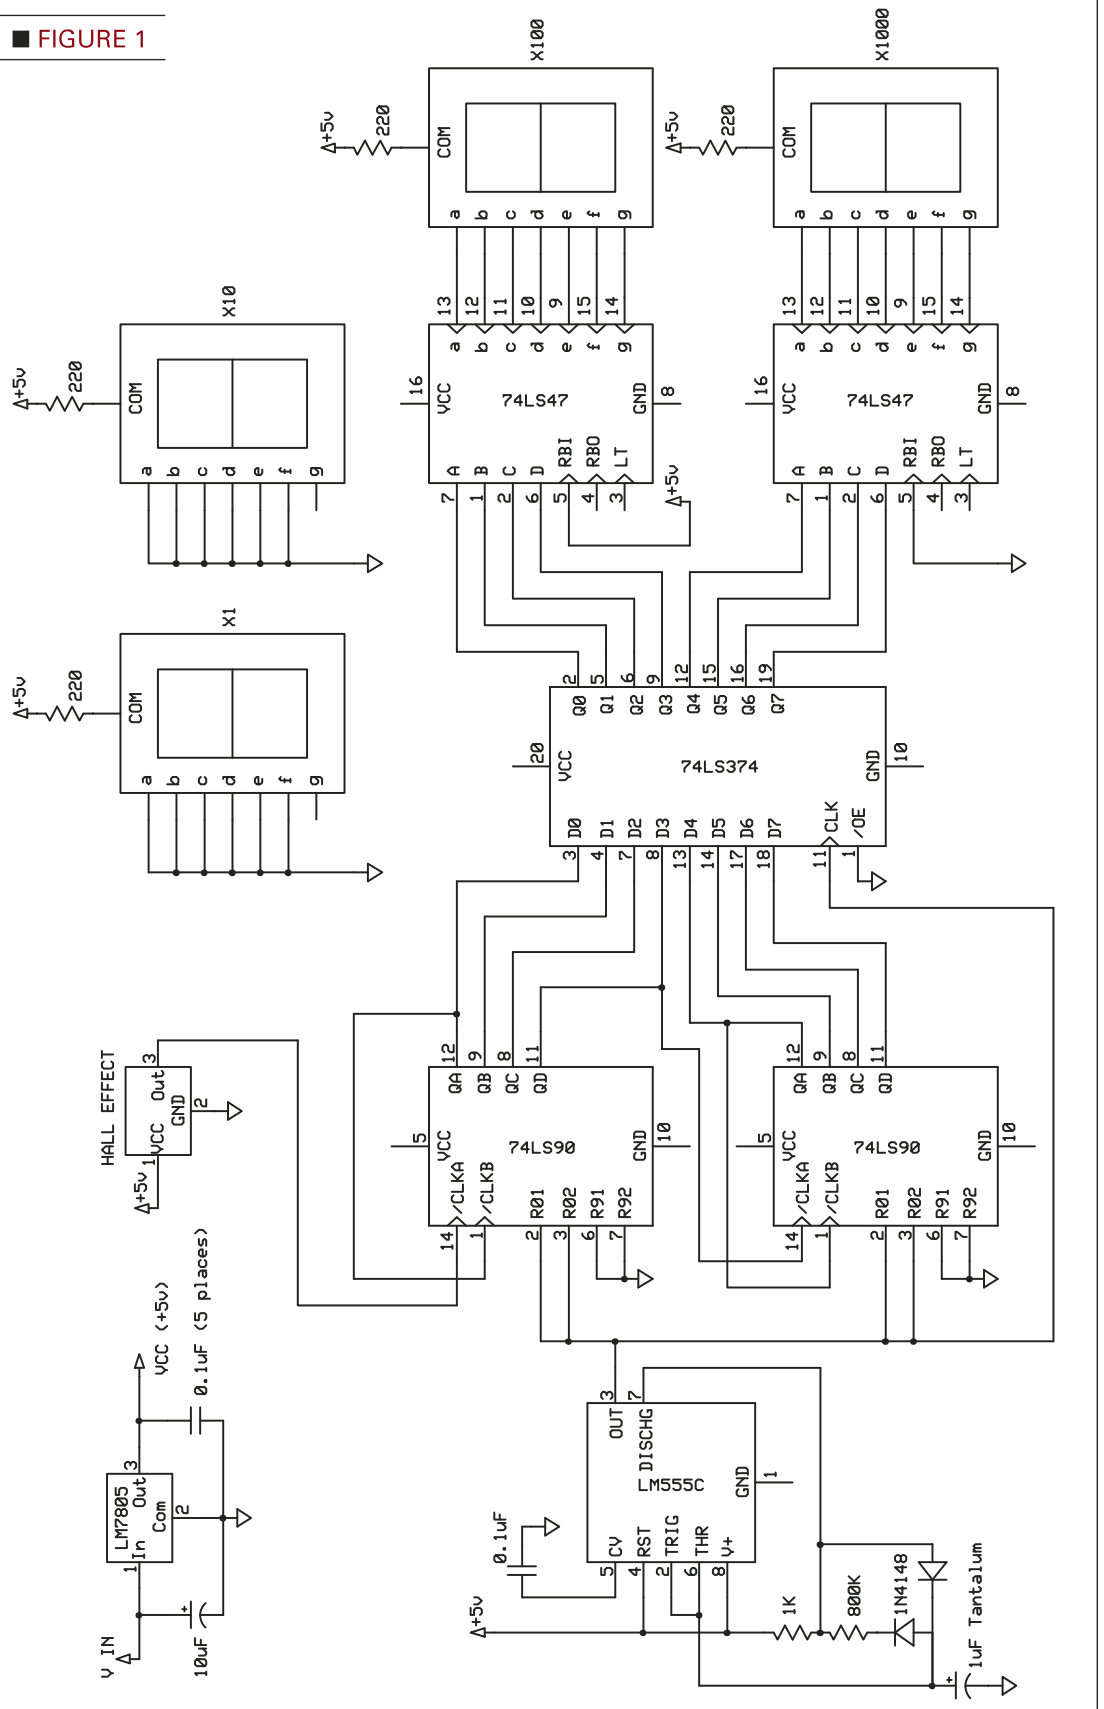 ■ FIGURE 1
X100
X1000
+5v
220
COM
a b c d e f g
+5v
220
COM
a b c d e f g
X10
+5v
220
COM
a b c d e f g
X1
+5v
220
COM
a b c d e f g
13 12 11 10 9 15 14
a b c d e f g
16 VCC
74LS47
GND 8
A B C D RBI RBO LT
7 1 2 6 5 4 3
+5v
13 12 11 10 9 15 14
a b c d e f g
16 VCC
74LS47
GND 8
A B C D RBI RBO LT
7 1 2 6 5 4 3
2 5 6 9 12 15 16 19
Q0 Q1 Q2 Q3 Q4 Q5 Q6 Q7
20 VCC
74LS374
GND 10
D0 D1 D2 D3 D4 D5 D6 D7 CLK /OE
3 4 7 8 13 14 17 18 11 1
HALL EFFECT
3 Out
GND 2
1 VCC
+5v
12 9 8 11
QA QB QC QD
5 VCC
74LS90
GND 10
/CLKA /CLKB R01 R02 R91 R92
14 1 2 3 6 7
12 9 8 11
QA QB QC QD
5 VCC
74LS90
GND 10
/CLKA /CLKB R01 R02 R91 R92
14 1 2 3 6 7
VCC (+5v)
0.1uF (5 places)
LM7805
3 Out
Com 2
1 In
V IN
10uF
3 7
OUT DISCHG
LM555C
GND 1
CV RST TRIG THR V+
5 4 2 6 8
0.1uF
+5v
1K
800K
1N4148
1uF Tantalum